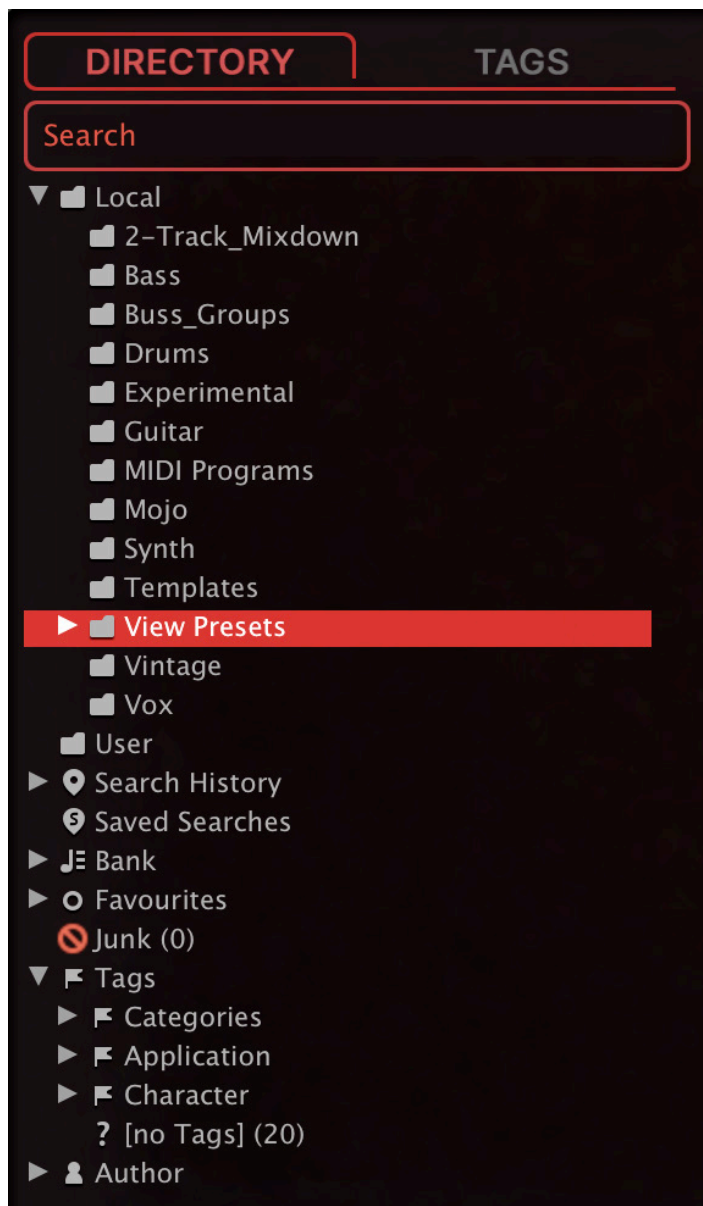 DIRECTORY TAGS
Search
Local
2-Track_Mixdown
Bass
Buss_Groups
Drums
Experimental
Guitar
MIDI Programs
Mojo
Synth
Templates
View Presets
Vintage
Vox
User
Search History
S Saved Searches
Bank
Favourites
Junk (0)
Tags
Categories
Application
Character
? [no Tags] (20)
Author